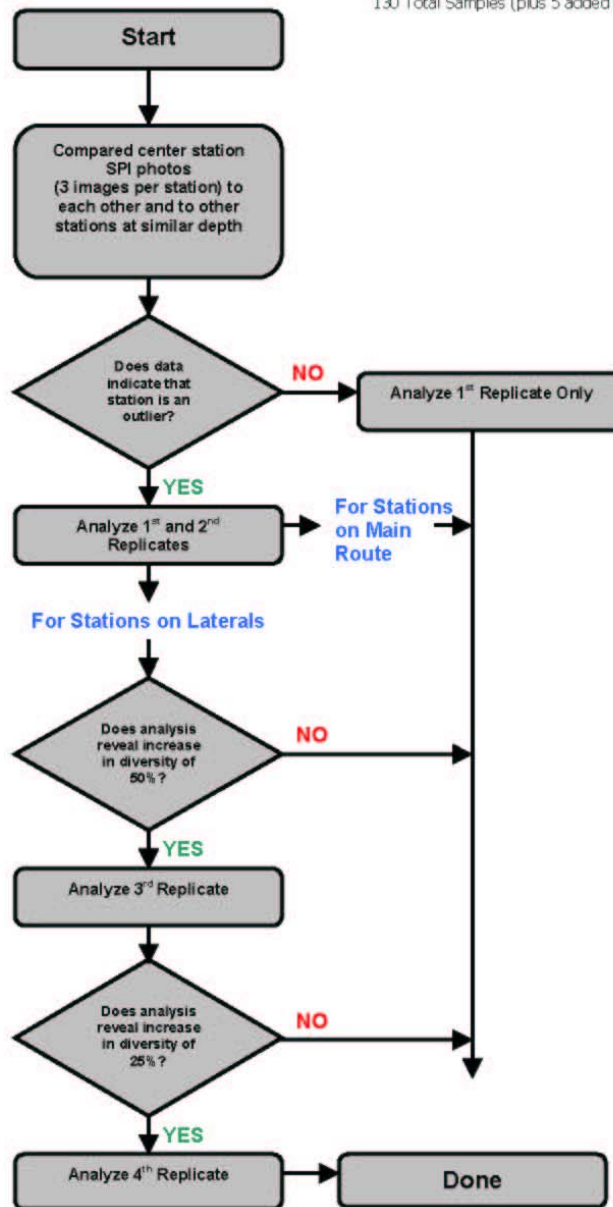 130 Total Samples (plus 5 added
Start
Compared center station
SPI photos
(3 images per station) to
each other and to other
stations at similar depth
Does data
indicate that
station is an
outlier?
NO
Analyze 1st Replicate Only
YES
Analyze 1st and 2nd
Replicates
For Stations
on Main
Route
For Stations on Laterals
Does analysis
reveal increase
in diversity of
50%?
NO
YES
Analyze 3rd Replicate
Does analysis
reveal increase
in diversity of
25%?
NO
YES
Analyze 4th Replicate
Done